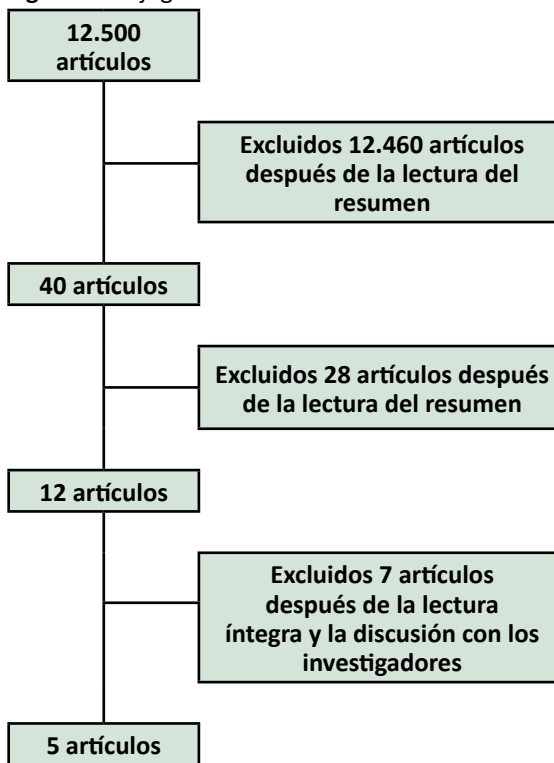 12.500
artículos
Excluidos 12.460 artículos
después de la lectura del
resumen
40 artículos
Excluidos 28 artículos después
de la lectura del resumen
12 artículos
Excluidos 7 artículos
después de la lectura
íntegra y la discusión con los
investigadores
5 artículos